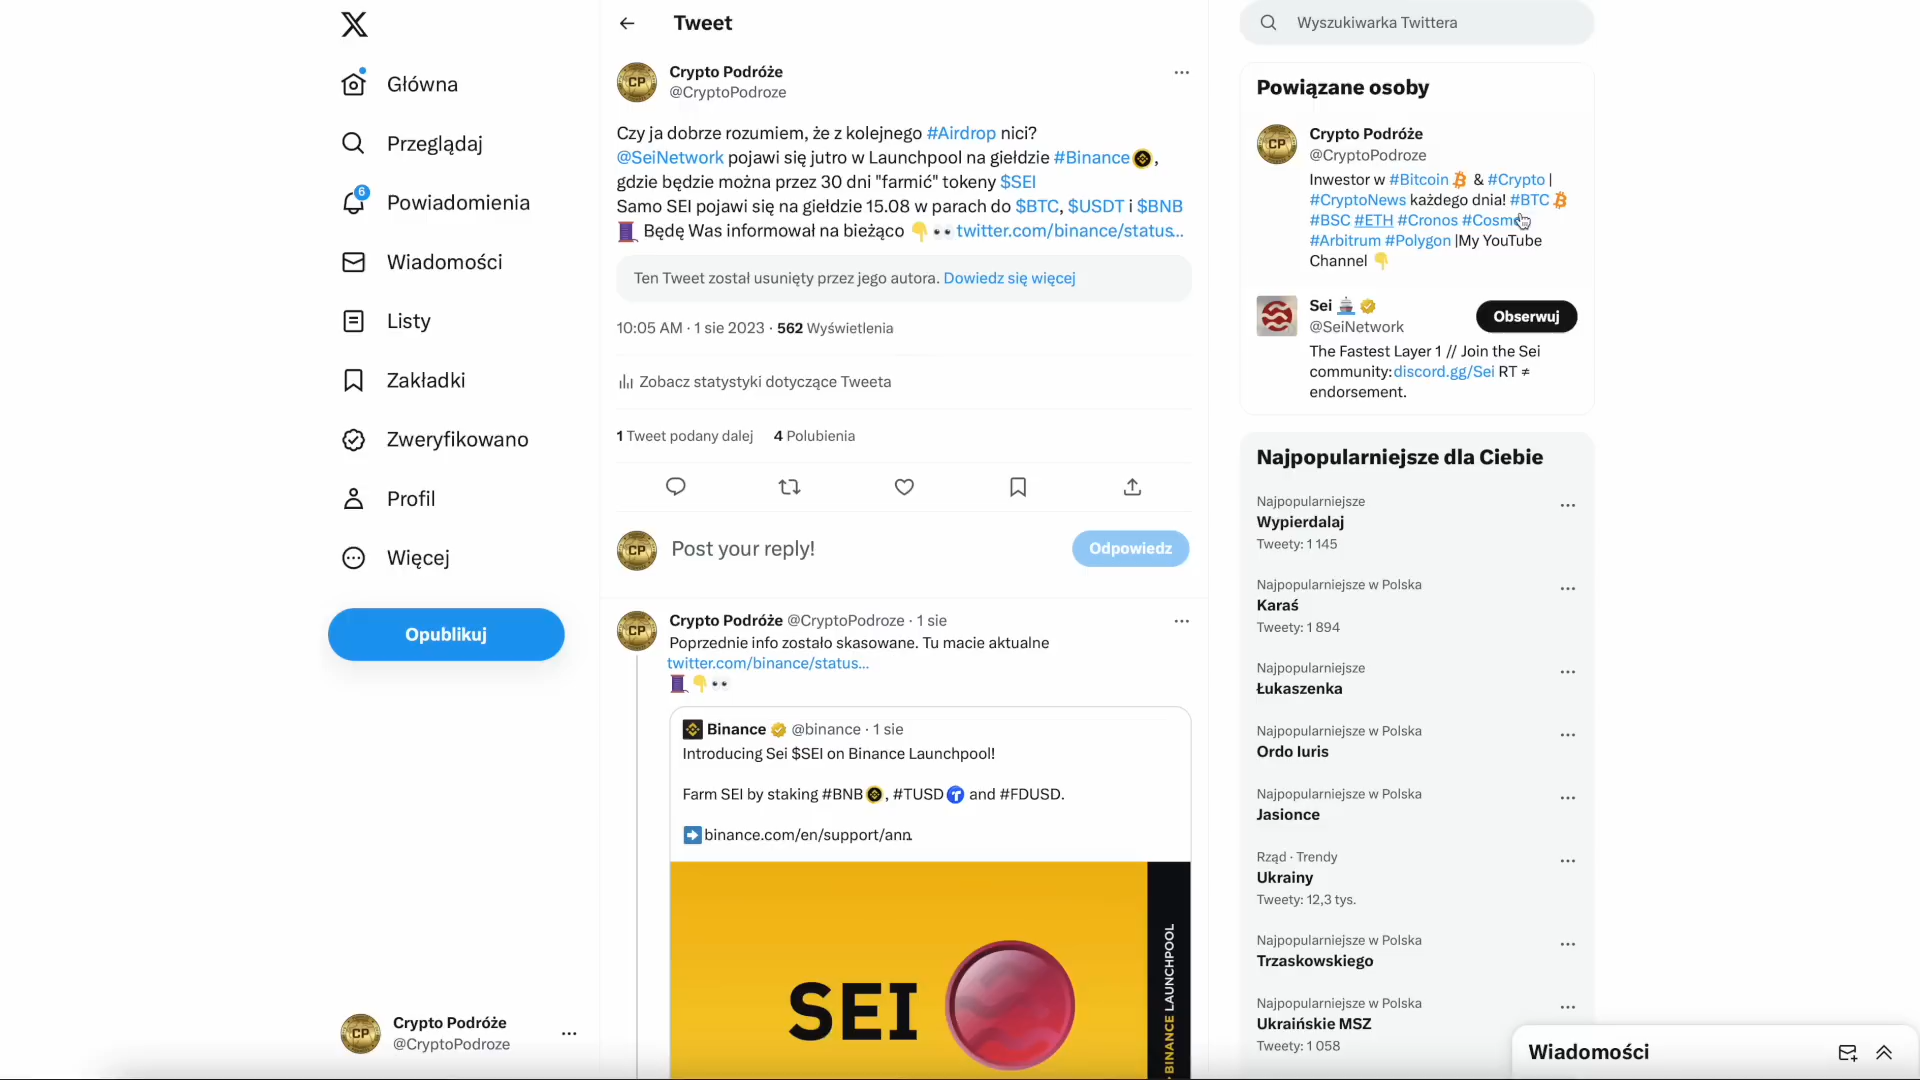 Główna
Przeglądaj
6
Powiadomienia
Wiadomości
Listy
Zakładki
Zweryfikowano
Profil
Więcej
Opublikuj
CP
Crypto Podróże
@CryptoPodroze
Tweet
CP
Crypto Podróże
@CryptoPodroze
Czy ja dobrze rozumiem, że z kolejnego #Airdrop nici?
@SeiNetwork pojawi się jutro w Launchpool na giełdzie #Binance,
gdzie będzie można przez 30 dni "farmić" tokeny $SEI
Samo SEI pojawi się na giełdzie 15.08 w parach do $BTC, $USDT i $BNB
🧵 Będę Was informował na bieżąco 👇👀 twitter.com/binance/status…
Ten Tweet został usunięty przez jego autora. Dowiedz się więcej
10:05 AM · 1 sie 2023 · 562 Wyświetlenia
Zobacz statystyki dotyczące Tweeta
1 Tweet podany dalej 4 Polubienia
CP
Post your reply!
Odpowiedz
CP
Crypto Podróże @CryptoPodroze · 1 sie
Poprzednie info zostało skasowane. Tu macie aktualne
twitter.com/binance/status…
🧵👇👀
Binance @binance · 1 sie
Introducing Sei $SEI on Binance Launchpool!
Farm SEI by staking #BNB, #TUSD and #FDUSD.
➡️binance.com/en/support/ann
SEI
BINANCE LAUNCHPOOL
Wyszukiwarka Twittera
Powiązane osoby
CP
Crypto Podróże
@CryptoPodroze
Inwestor w #Bitcoin & #Crypto |
#CryptoNews każdego dnia! #BTC
#BSC #ETH #Cronos #Cosm
#Arbitrum #Polygon |My YouTube
Channel 👇
Sei 🚢
@SeiNetwork
Obserwuj
The Fastest Layer 1 // Join the Sei
community:discord.gg/Sei RT ≠
endorsement.
Najpopularniejsze dla Ciebie
Najpopularniejsze
Wypierdalaj
Tweety: 1 145
Najpopularniejsze w Polska
Karaś
Tweety: 1 894
Najpopularniejsze
Łukaszenka
Najpopularniejsze w Polska
Ordo Iuris
Najpopularniejsze w Polska
Jasionce
Rząd · Trendy
Ukrainy
Tweety: 12,3 tys.
Najpopularniejsze w Polska
Trzaskowskiego
Najpopularniejsze w Polska
Ukraińskie MSZ
Tweety: 1 058
Wiadomości